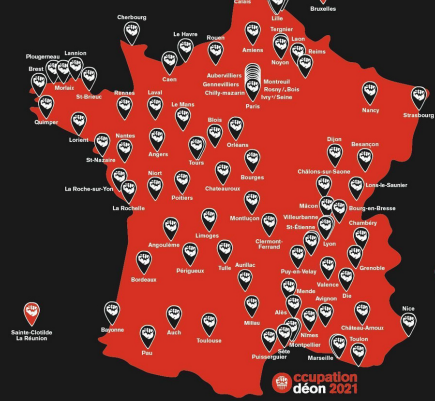 Calais
Lille
Bruxelles
Cherbourg
Le Havre
Rouen
Amiens
Tergnier
Laon
Reims
Noyon
Plougerneau
Lannion
Brest
Morlaix
St-Brieuc
Caen
Aubervilliers
Gennevilliers
Chilly-mazarin
Montreuil
Rosny/s/Bois
Ivry/Seine
Paris
Nancy
Strasbourg
Quimper
Rennes
Laval
Le Mans
Blois
Orléans
Lorient
Nantes
Angers
Tours
Dijon
Besançon
St-Nazaire
La Roche-sur-Yon
Niort
Poitiers
Chateauroux
Bourges
Châlons-sur-Saone
Lons-le-Saunier
La Rochelle
Montluçon
Mâcon
Bourg-en-Bresse
Villeurbanne
St-Étienne
Chambéry
Angoulème
Limoges
Clermont-
Ferrand
Lyon
Périgueux
Tulle
Aurillac
Puy-en-Velay
Grenoble
Bordeaux
Valence
Die
Mende
Avignon
Nice
Sainte-Clotilde
La Réunion
Bayonne
Auch
Toulouse
Millau
Alès
Nîmes
Château-Arnoux
Pau
Puisserguier
Sète
Montpellier
Marseille
Toulon
ccupation
déon 2021